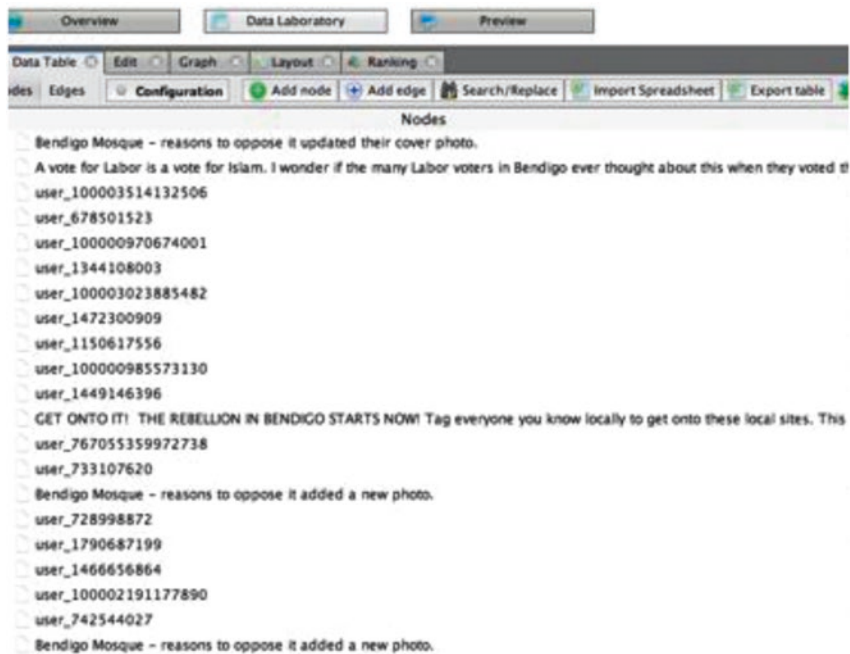 Overview Data Laboratory Preview
Data Table Edit Graph Layout Ranking
des Edges Configuration Add node Add edge Search/Replace Import Spreadsheet Export table
Nodes
Bendigo Mosque – reasons to oppose it updated their cover photo.
A vote for Labor is a vote for Islam. I wonder if the many Labor voters in Bendigo ever thought about this when they voted th
user_100003514132506
user_678501523
user_100000970674001
user_1344108003
user_100003023885482
user_1472300909
user_1150617556
user_100000985573130
user_1449146396
GET ONTO IT! THE REBELLION IN BENDIGO STARTS NOW! Tag everyone you know locally to get onto these local sites. This
user_767055359972738
user_733107620
Bendigo Mosque – reasons to oppose it added a new photo.
user_728998872
user_1790687199
user_1466656864
user_100002191177890
user_742544027
Bendigo Mosque – reasons to oppose it added a new photo.